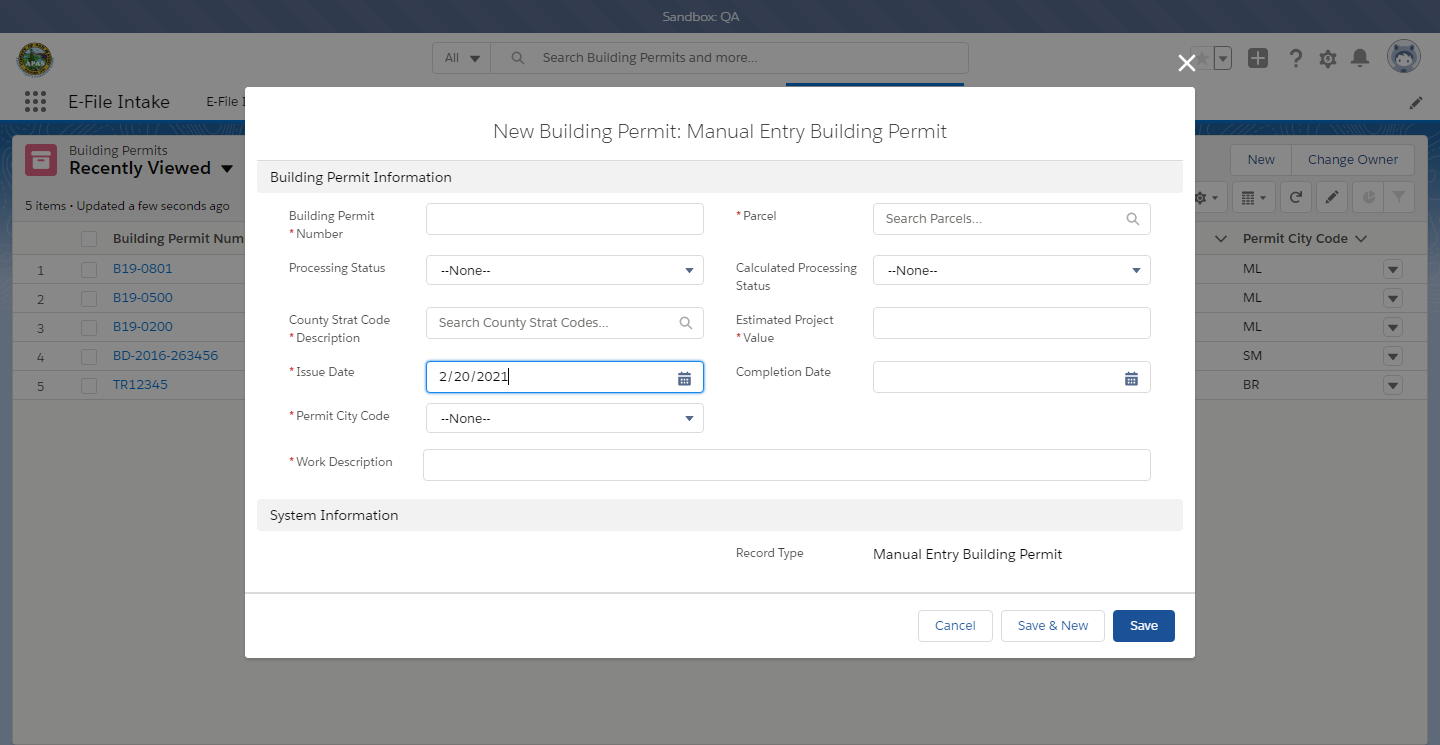 Sandbox: QA
All
Search Building Permits and more...
E-File Intake
E-File I
New Building Permit: Manual Entry Building Permit
Building Permits
Recently Viewed
New
Change Owner
Building Permit Information
5 items • Updated a few seconds ago
Building Permit
*Number
*Parcel
Search Parcels...
Building Permit Num
Permit City Code
Processing Status
--None--
Calculated Processing
Status
--None--
1
B19-0801
ML
2
B19-0500
ML
County Strat Code
*Description
Search County Strat Codes...
Estimated Project
*Value
3
B19-0200
ML
4
BD-2016-263456
SM
*Issue Date
2/20/2021
Completion Date
5
TR12345
BR
*Permit City Code
--None--
*Work Description
System Information
Record Type
Manual Entry Building Permit
Cancel
Save & New
Save